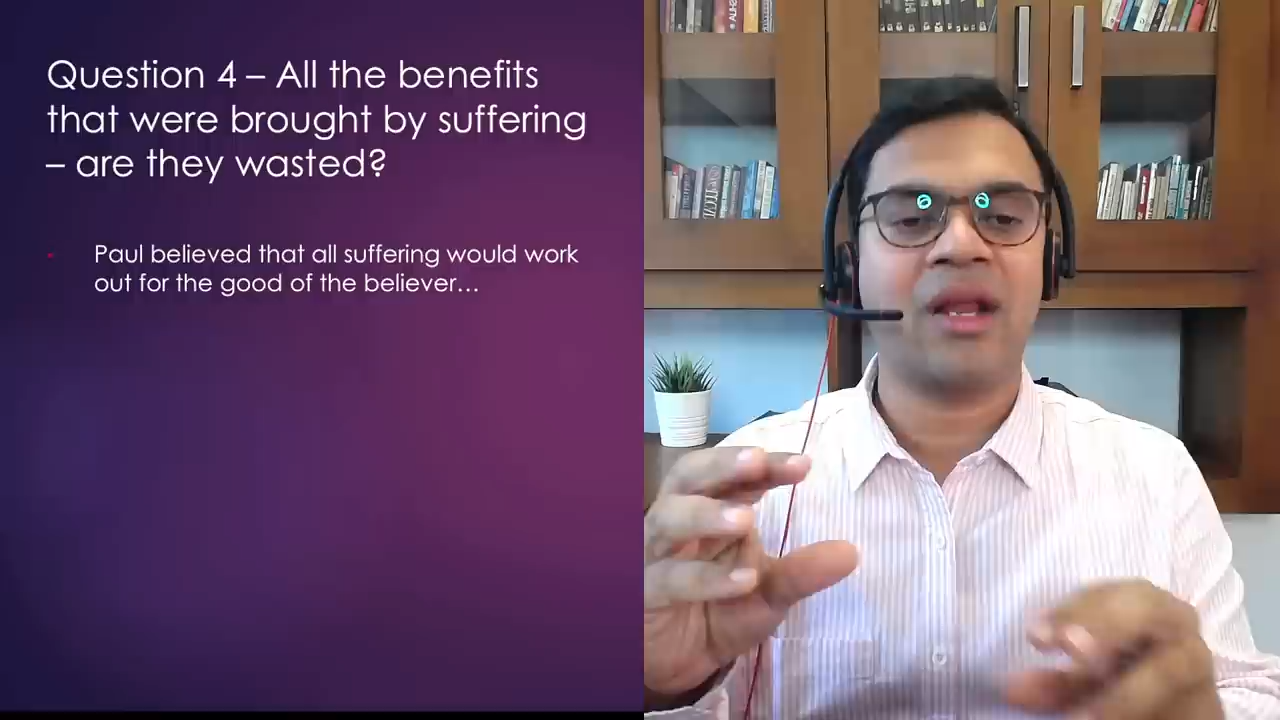 Question 4 – All the benefits
that were brought by suffering
– are they wasted?
Paul believed that all suffering would work
out for the good of the believer…